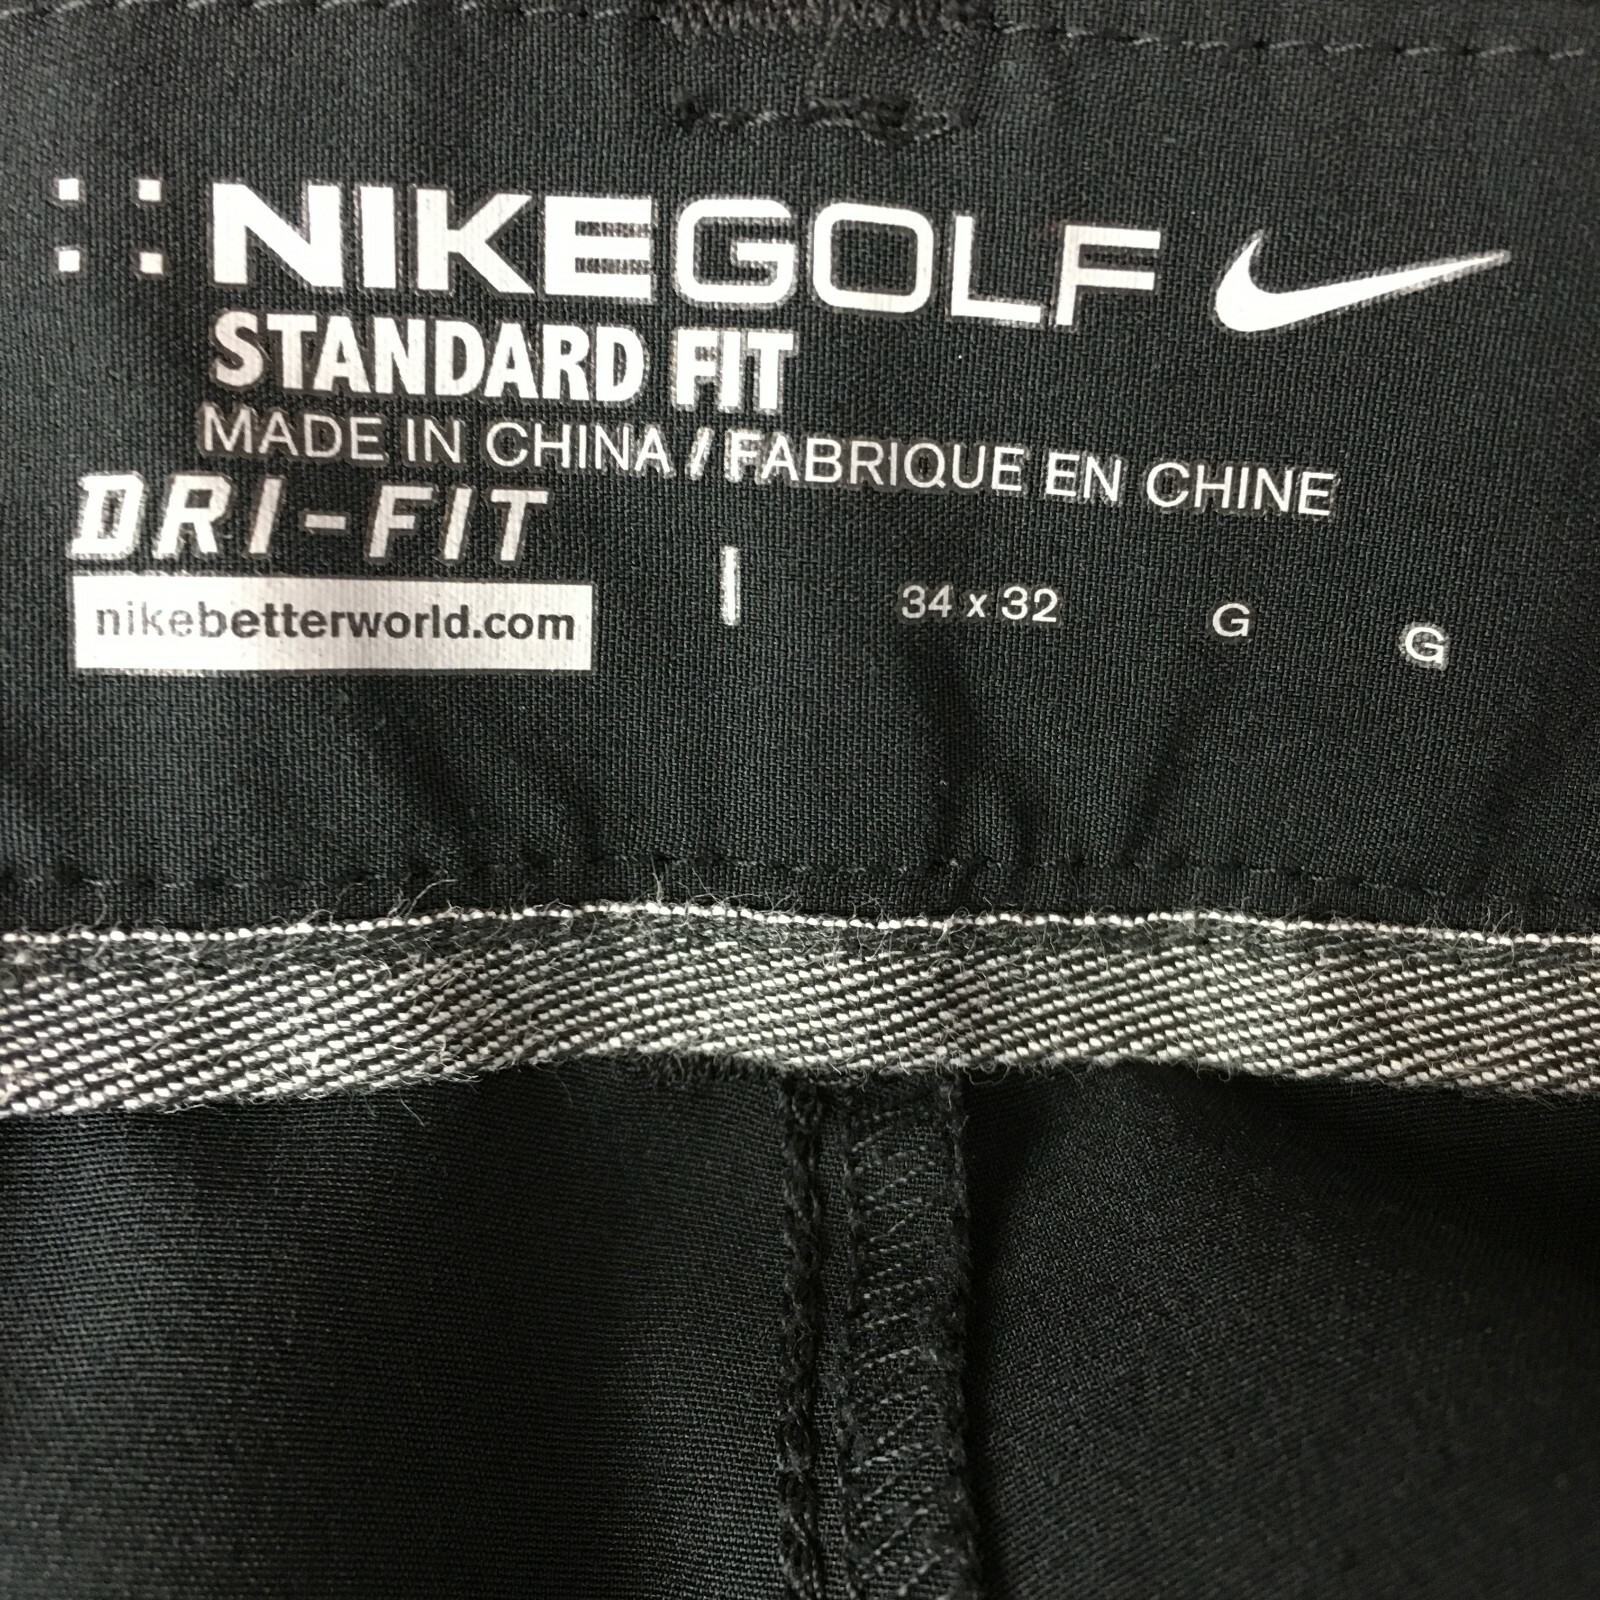 NIKEGOLF
STANDARD FIT
MADE IN CHINA / FABRIQUE EN CHINE
DRI-FIT
nikebetterworld.com
34 x 32 G G